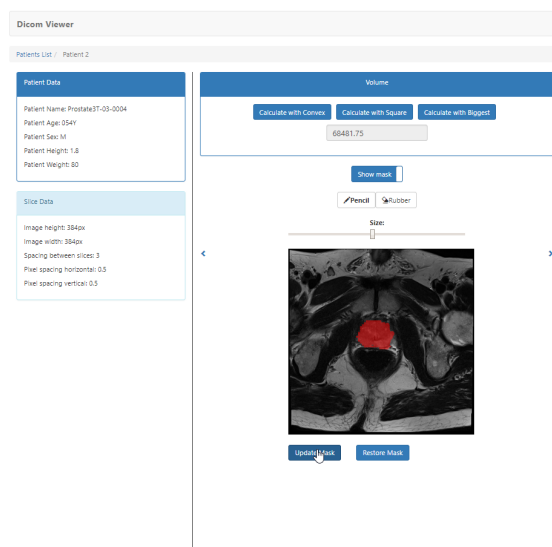 Dicom Viewer
Patients List / Patient 2
Patient Data
Patient Name: Prostate3T-03-0004
Patient Age: 054Y
Patient Sex: M
Patient Height: 1.8
Patient Weight: 80
Slice Data
Image height: 384px
Image width: 384px
Spacing between slices: 3
Pixel spacing horizontal: 0.5
Pixel spacing vertical: 0.5
Volume
Calculate with Convex Calculate with Square Calculate with Biggest
68481.75
Show mask
Pencil Rubber
Size:
Update Mask Restore Mask